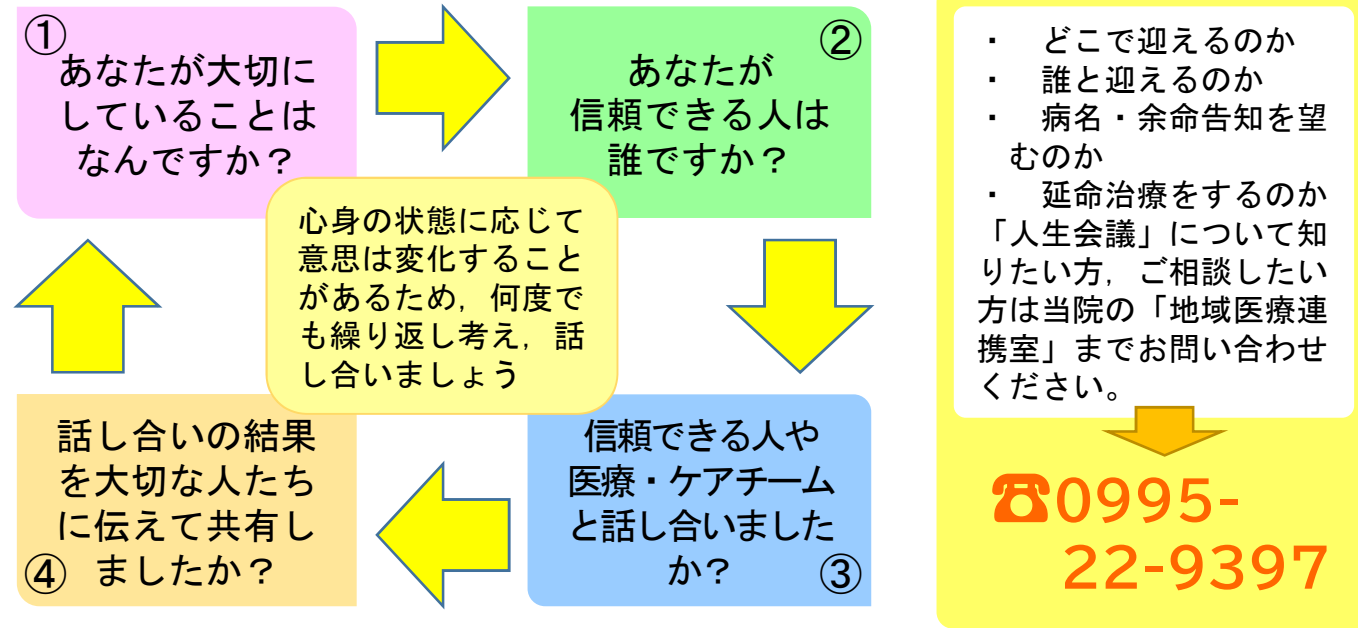 ①
あなたが大切に
していることは
なんですか？
②
あなたが
信頼できる人は
誰ですか？
心身の状態に応じて
意思は変化すること
があるため，何度で
も繰り返し考え，話
し合いましょう
信頼できる人や
医療・ケアチーム
と話し合いました
か？
③
話し合いの結果
を大切な人たち
に伝えて共有し
ましたか？
④
・　どこで迎えるのか
・　誰と迎えるのか
・　病名・余命告知を望
むのか
・　延命治療をするのか
「人生会議」について知
りたい方，ご相談したい
方は当院の「地域医療連
携室」までお問い合わせ
ください。
☎0995-
22-9397